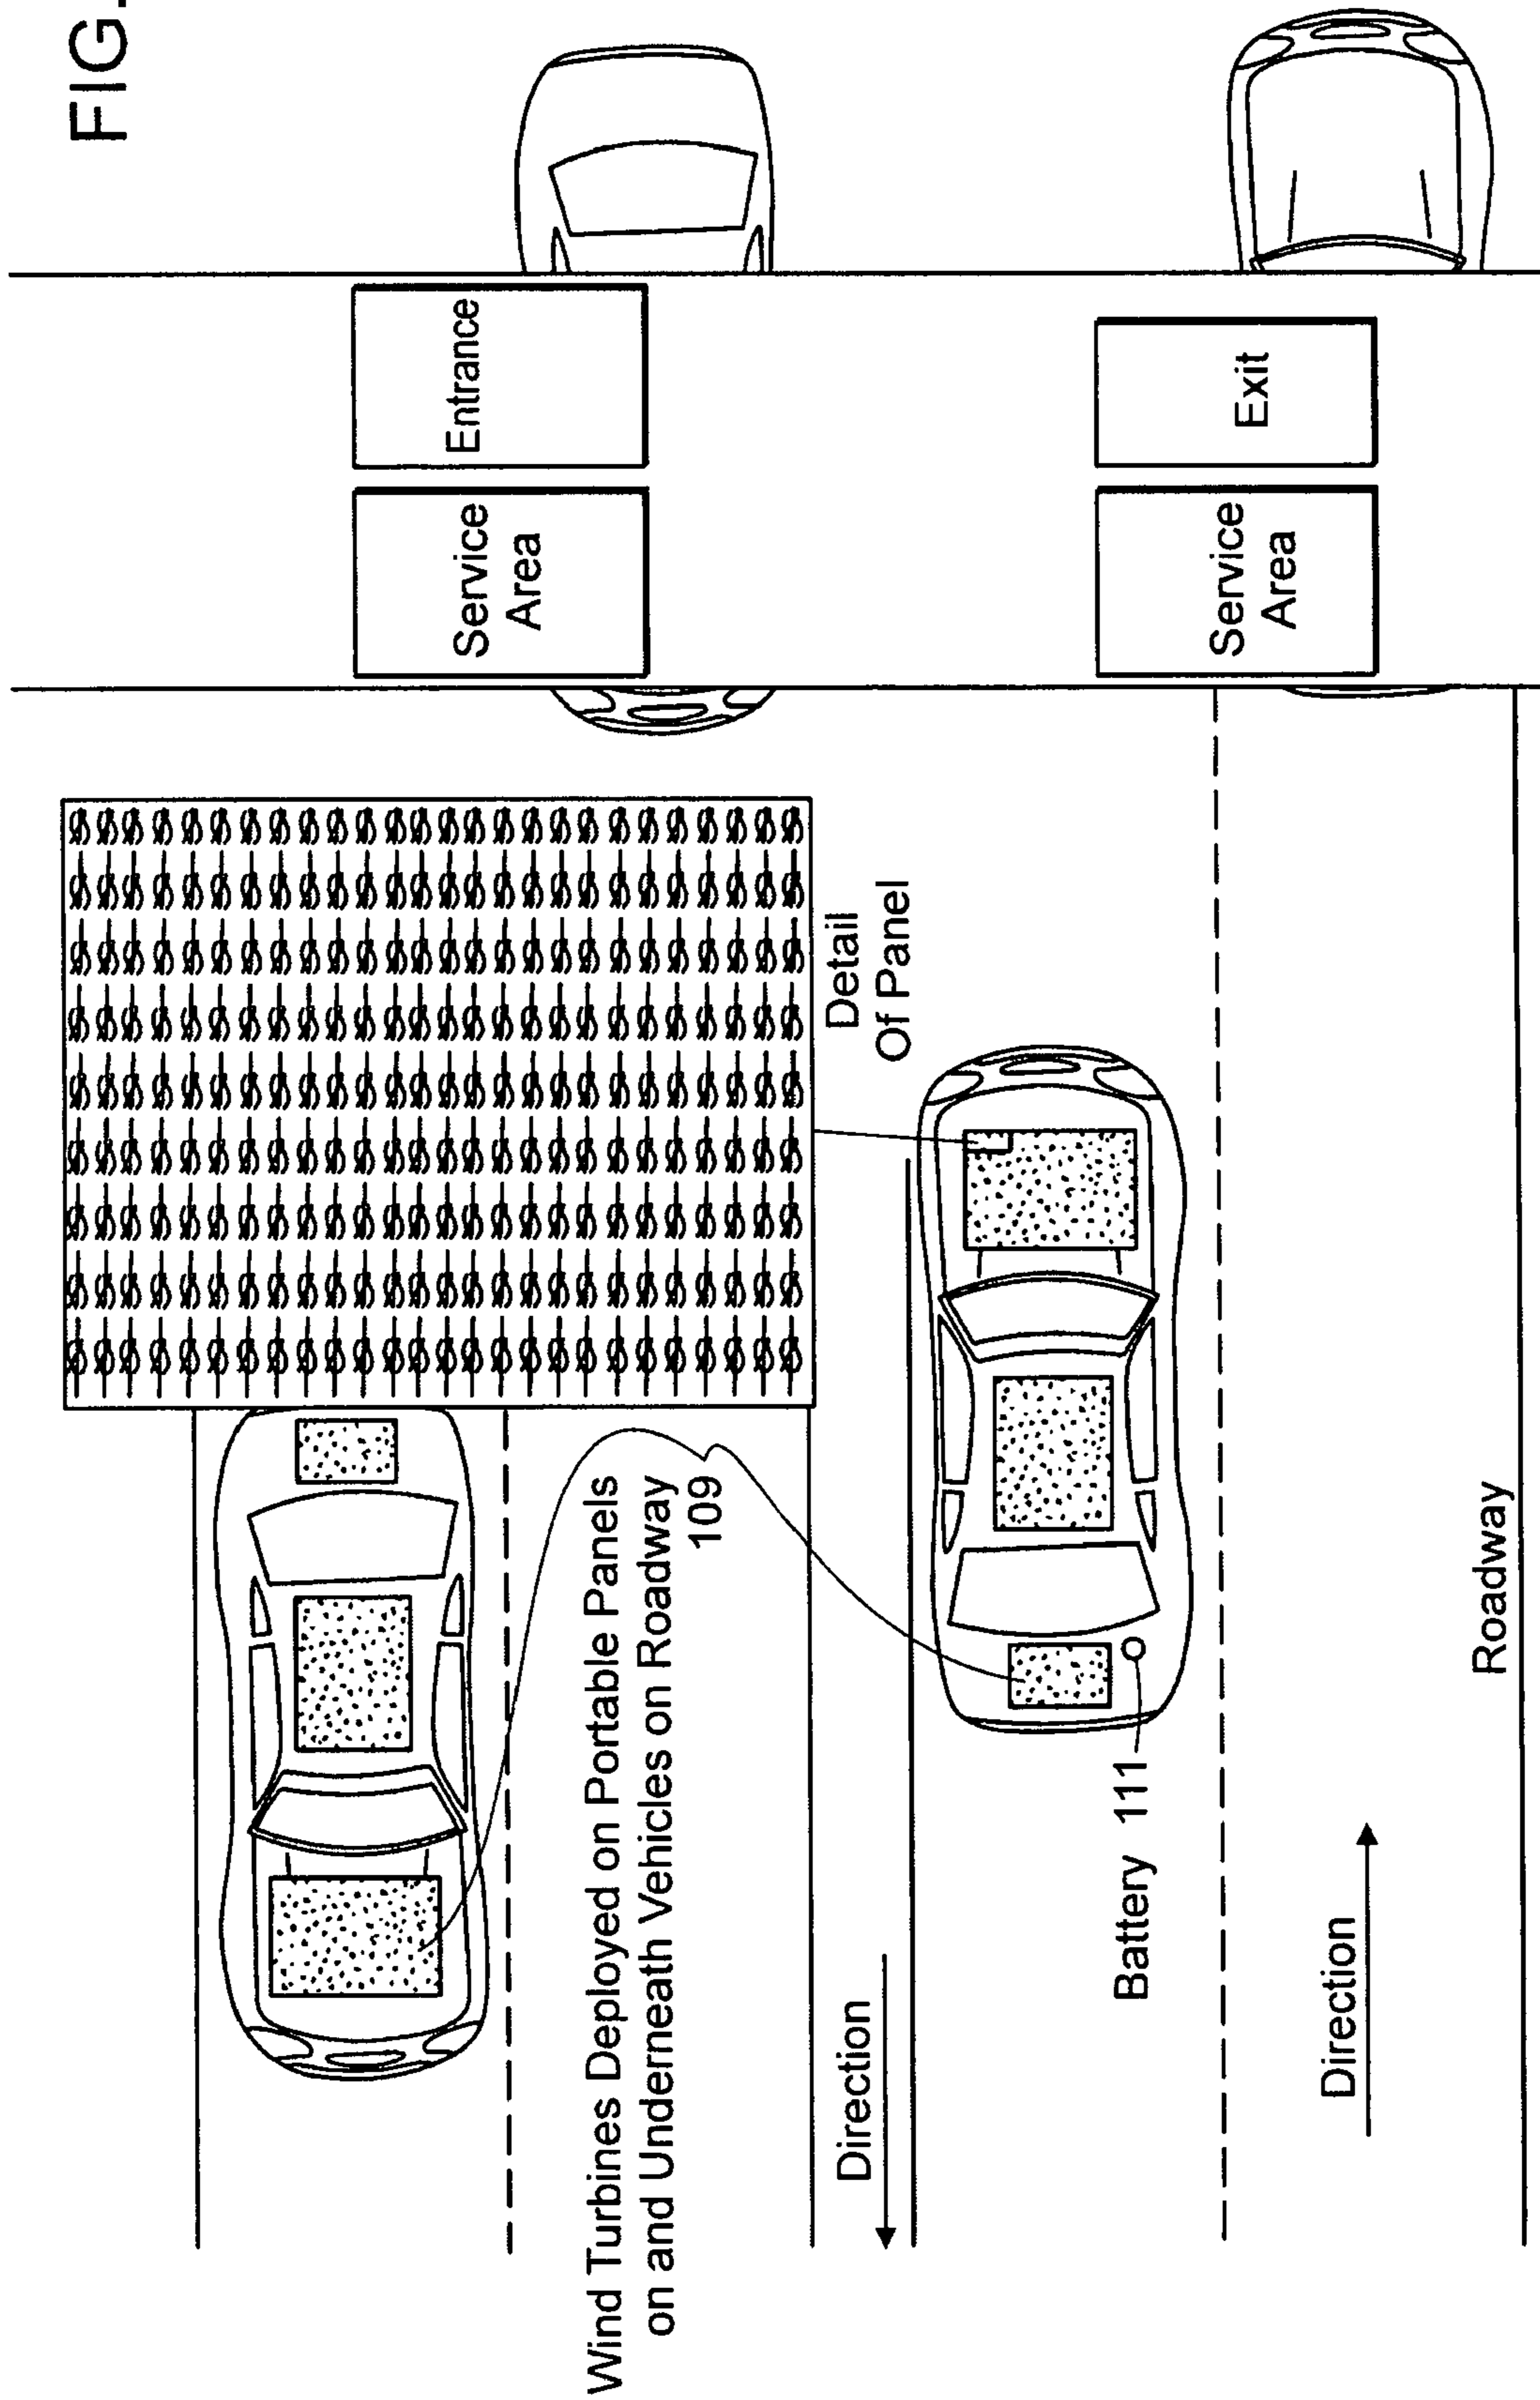 FIG.
Entrance
Service
Area
Exit
Service
Area
Detail
Of Panel
Wind Turbines Deployed on Portable Panels
on and Underneath Vehicles on Roadway
109
Direction
Battery 111
Direction
Roadway